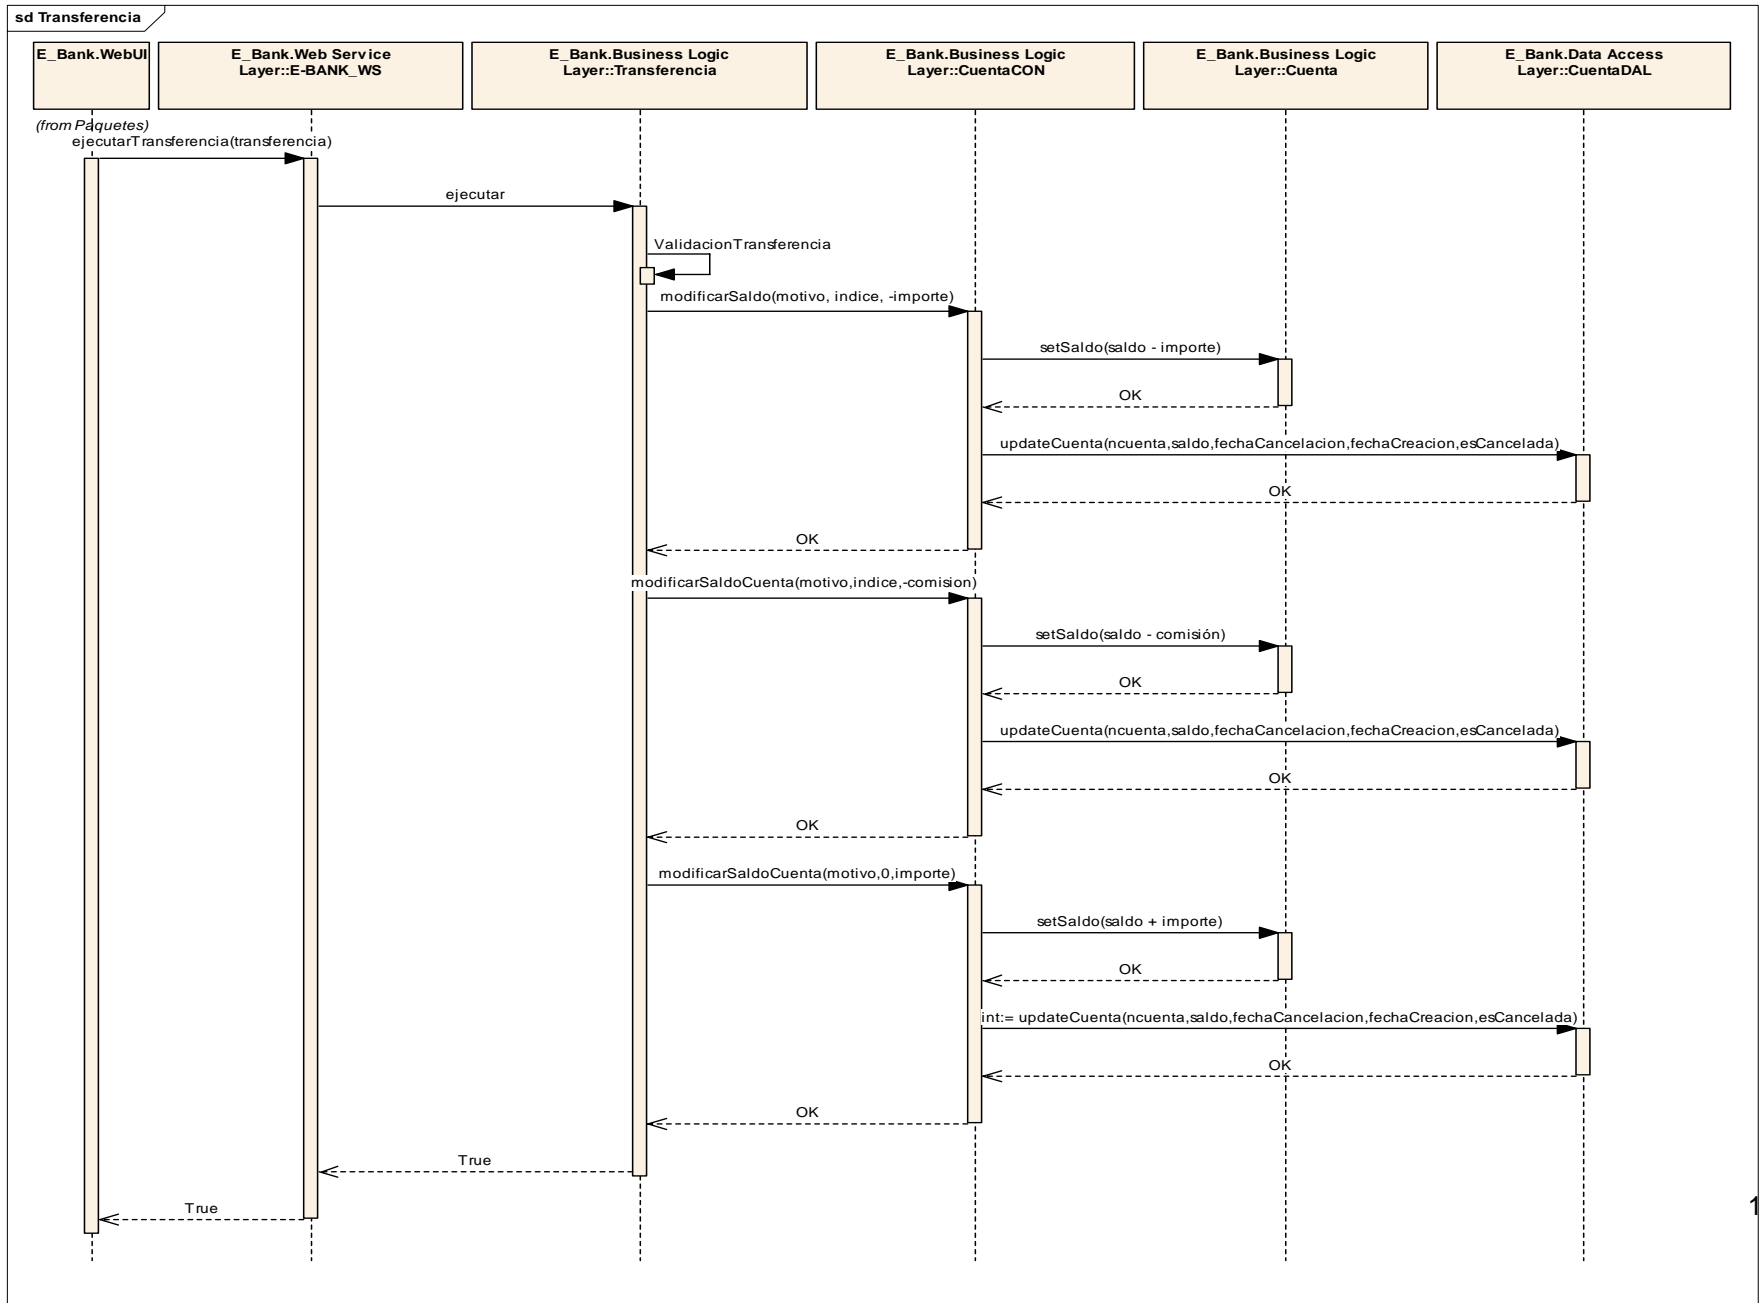 sd Transferencia
E_Bank.WebUI
E_Bank.Web Service
Layer::E-BANK_WS
E_Bank.Business Logic
Layer::Transferencia
E_Bank.Business Logic
Layer::CuentaCON
E_Bank.Business Logic
Layer::Cuenta
E_Bank.Data Access
Layer::CuentaDAL
(from Paquetes)
ejecutarTransferencia(transferencia)
ejecutar
ValidacionTransferencia
modificarSaldo(motivo, indice, -importe)
setSaldo(saldo - importe)
OK
updateCuenta(ncuenta,saldo,fechaCancelacion,fechaCreacion,esCancelada)
OK
OK
modificarSaldoCuenta(motivo,indice,-comision)
setSaldo(saldo - comisión)
OK
updateCuenta(ncuenta,saldo,fechaCancelacion,fechaCreacion,esCancelada)
OK
OK
modificarSaldoCuenta(motivo,0,importe)
setSaldo(saldo + importe)
OK
int:= updateCuenta(ncuenta,saldo,fechaCancelacion,fechaCreacion,esCancelada)
OK
OK
True
True
1